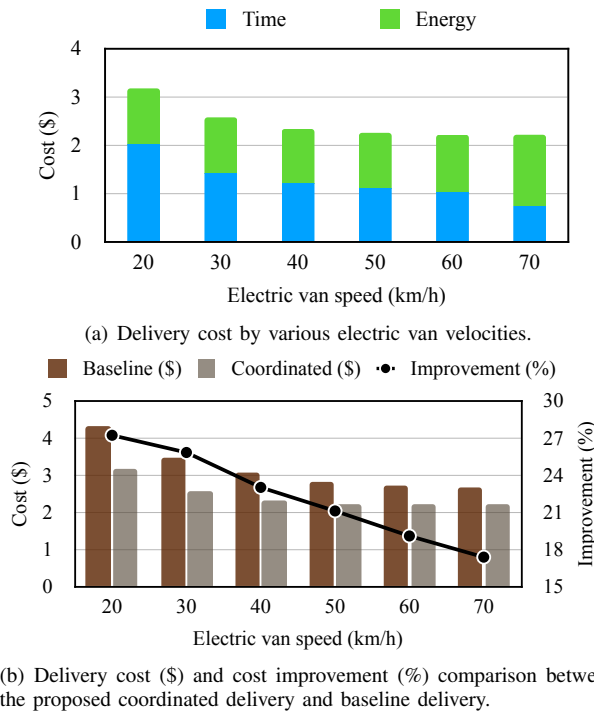 Time Energy
4
3
2
1
0
Cost ($)
20 30 40 50 60 70
Electric van speed (km/h)
(a) Delivery cost by various electric van velocities.
Baseline ($) Coordinated ($) Improvement (%)
5 30
4 27
3 24
2 21
1 18
0 15
Cost ($)
Improvement (%)
20 30 40 50 60 70
Electric van speed (km/h)
(b) Delivery cost ($) and cost improvement (%) comparison betwe
the proposed coordinated delivery and baseline delivery.